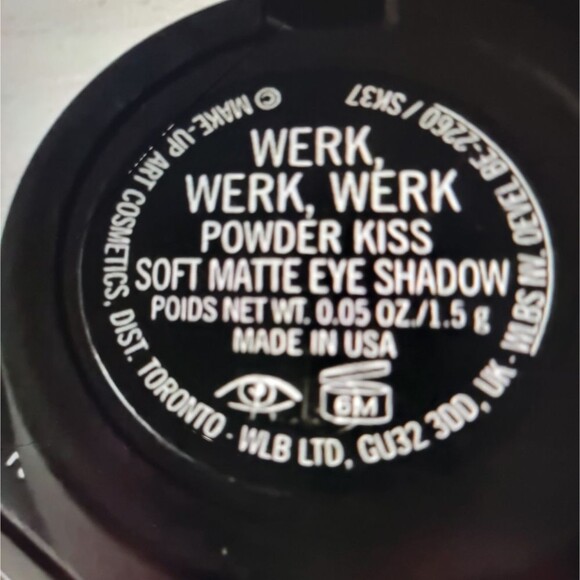 WERK,
WERK, WERK
POWDER KISS
SOFT MATTE EYE SHADOW
POIDS NET WT. 0.05 OZ./1.5 g
MADE IN USA
6M
© MAKE-UP ART COSMETICS, DIST. TORONTO - WLB LTD, GU32 3DD, UK - WLBS NV. OEVEL BE-2260 / SK37